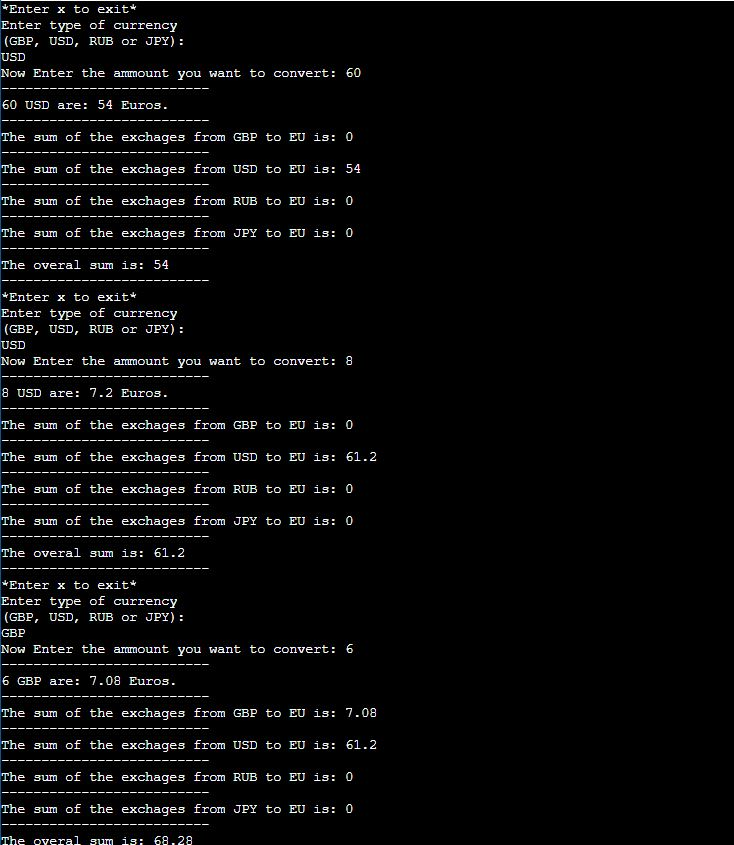 *Enter x to exit*
Enter type of currency
(GBP, USD, RUB or JPY):
USD
Now Enter the ammount you want to convert: 60
--------------------------
60 USD are: 54 Euros.
--------------------------
The sum of the exchages from GBP to EU is: 0
--------------------------
The sum of the exchages from USD to EU is: 54
--------------------------
The sum of the exchages from RUB to EU is: 0
--------------------------
The sum of the exchages from JPY to EU is: 0
--------------------------
The overal sum is: 54
--------------------------
*Enter x to exit*
Enter type of currency
(GBP, USD, RUB or JPY):
USD
Now Enter the ammount you want to convert: 8
--------------------------
8 USD are: 7.2 Euros.
--------------------------
The sum of the exchages from GBP to EU is: 0
--------------------------
The sum of the exchages from USD to EU is: 61.2
--------------------------
The sum of the exchages from RUB to EU is: 0
--------------------------
The sum of the exchages from JPY to EU is: 0
--------------------------
The overal sum is: 61.2
--------------------------
*Enter x to exit*
Enter type of currency
(GBP, USD, RUB or JPY):
GBP
Now Enter the ammount you want to convert: 6
--------------------------
6 GBP are: 7.08 Euros.
--------------------------
The sum of the exchages from GBP to EU is: 7.08
--------------------------
The sum of the exchages from USD to EU is: 61.2
--------------------------
The sum of the exchages from RUB to EU is: 0
--------------------------
The sum of the exchages from JPY to EU is: 0
--------------------------
The overal sum is: 68.28